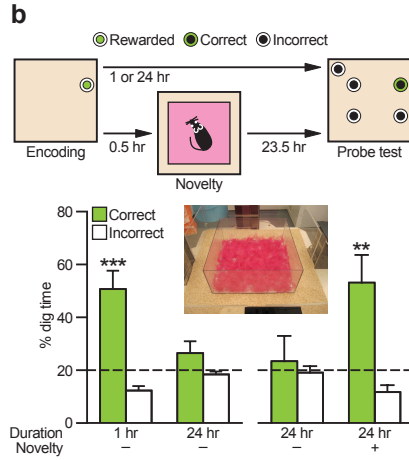 b
Rewarded Correct Incorrect
1 or 24 hr
Encoding
0.5 hr
Novelty
23.5 hr
Probe test
80
60
40
20
0
% dig time
Correct
Incorrect
***
**
Duration 1 hr 24 hr 24 hr 24 hr
Novelty – – – +